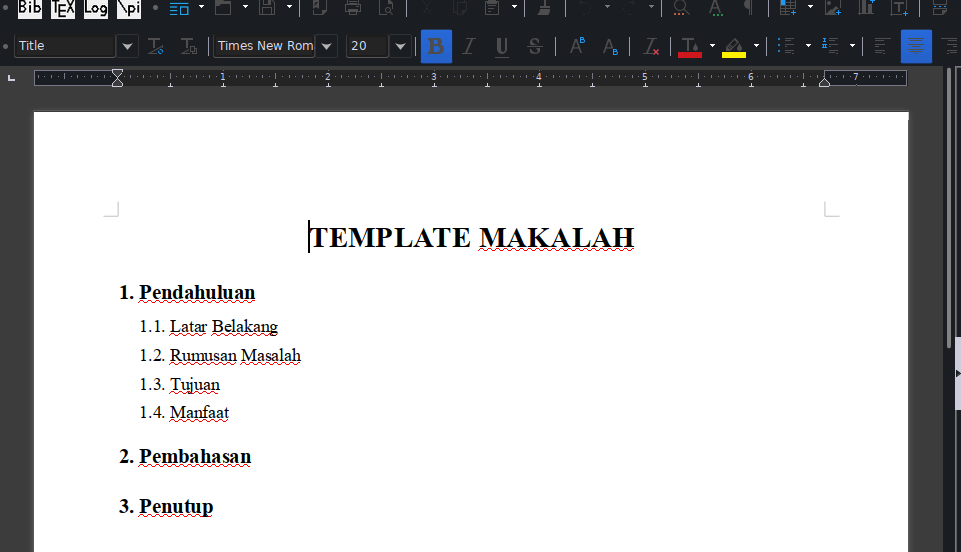 Bib TEX Log \pi
Title Times New Rom 20 B I U S
1 2 3 4 5 6 7
TEMPLATE MAKALAH
1. Pendahuluan
1.1. Latar Belakang
1.2. Rumusan Masalah
1.3. Tujuan
1.4. Manfaat
2. Pembahasan
3. Penutup